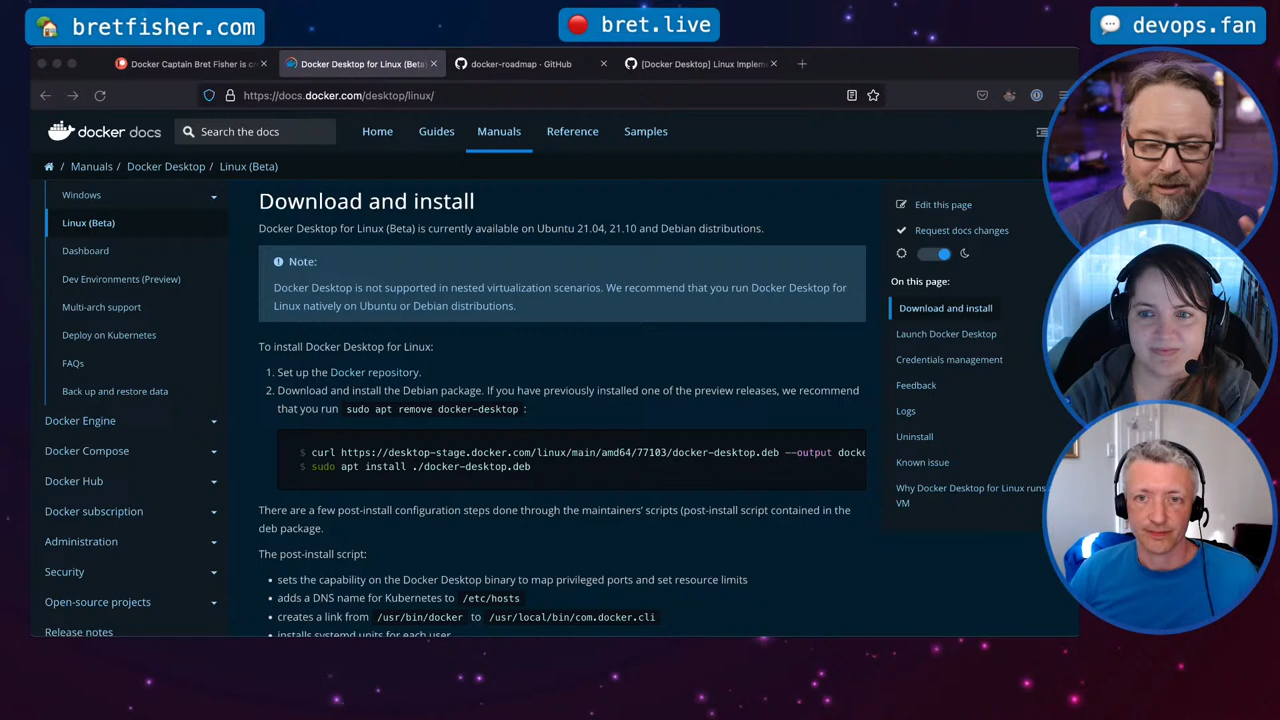 bretfisher.com
bret.live
devops.fan
Docker Captain Bret Fisher is cr
Docker Desktop for Linux (Beta)
docker-roadmap · GitHub
[Docker Desktop] Linux Implem
https://docs.docker.com/desktop/linux/
docker docs
Search the docs
Home
Guides
Manuals
Reference
Samples
/ Manuals / Docker Desktop / Linux (Beta)
Windows
Linux (Beta)
Dashboard
Dev Environments (Preview)
Multi-arch support
Deploy on Kubernetes
FAQs
Back up and restore data
Docker Engine
Docker Compose
Docker Hub
Docker subscription
Administration
Security
Open-source projects
Release notes
Download and install
Docker Desktop for Linux (Beta) is currently available on Ubuntu 21.04, 21.10 and Debian distributions.
Note:
Docker Desktop is not supported in nested virtualization scenarios. We recommend that you run Docker Desktop for
Linux natively on Ubuntu or Debian distributions.
To install Docker Desktop for Linux:
1. Set up the Docker repository.
2. Download and install the Debian package. If you have previously installed one of the preview releases, we recommend
that you run sudo apt remove docker-desktop :
$ curl https://desktop-stage.docker.com/linux/main/amd64/77103/docker-desktop.deb --output docke
$ sudo apt install ./docker-desktop.deb
There are a few post-install configuration steps done through the maintainers' scripts (post-install script contained in the
deb package.
The post-install script:
• sets the capability on the Docker Desktop binary to map privileged ports and set resource limits
• adds a DNS name for Kubernetes to /etc/hosts
• creates a link from /usr/bin/docker to /usr/local/bin/com.docker.cli
• installs systemd units for each user
Edit this page
Request docs changes
On this page:
Download and install
Launch Docker Desktop
Credentials management
Feedback
Logs
Uninstall
Known issue
Why Docker Desktop for Linux runs
VM